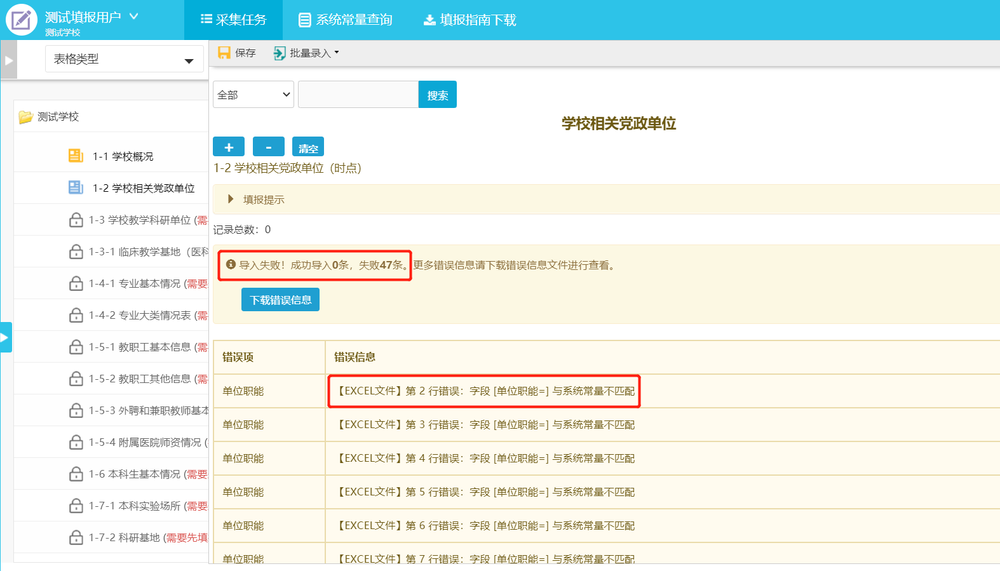 测试填报用户
测试学校
采集任务
系统常量查询
填报指南下载
表格类型
保存
批量录入
全部
搜索
测试学校
学校相关党政单位
+
-
清空
1-1 学校概况
1-2 学校相关党政单位（时点）
1-2 学校相关党政单位
填报提示
1-3 学校教学科研单位 (需
记录总数：0
1-3-1 临床教学基地（医科
导入失败！成功导入0条，失败47条。更多错误信息请下载错误信息文件进行查看。
1-4-1 专业基本情况 (需要
下载错误信息
1-4-2 专业大类情况表 (需
1-5-1 教职工基本信息 (需
错误项 错误信息
1-5-2 教职工其他信息 (需
单位职能 【EXCEL文件】第 2 行错误：字段 [单位职能=] 与系统常量不匹配
1-5-3 外聘和兼职教师基本
单位职能 【EXCEL文件】第 3 行错误：字段 [单位职能=] 与系统常量不匹配
1-5-4 附属医院师资情况 (
单位职能 【EXCEL文件】第 4 行错误：字段 [单位职能=] 与系统常量不匹配
1-6 本科生基本情况 (需要
单位职能 【EXCEL文件】第 5 行错误：字段 [单位职能=] 与系统常量不匹配
1-7-1 本科实验场所 (需要
单位职能 【EXCEL文件】第 6 行错误：字段 [单位职能=] 与系统常量不匹配
1-7-2 科研基地 (需要先填
单位职能 【EXCEL文件】第 7 行错误：字段 [单位职能=] 与系统常量不匹配